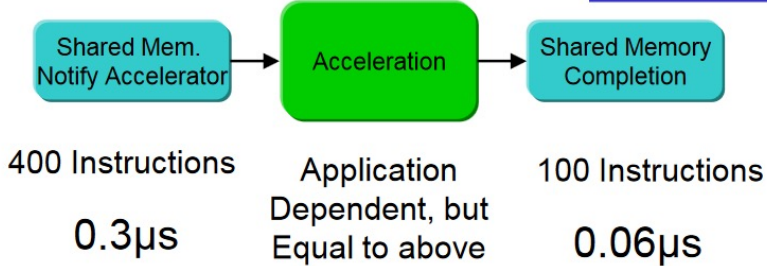 Shared Mem.
Notify Accelerator
Acceleration
Shared Memory
Completion
400 Instructions
0.3µs
Application
Dependent, but
Equal to above
100 Instructions
0.06µs